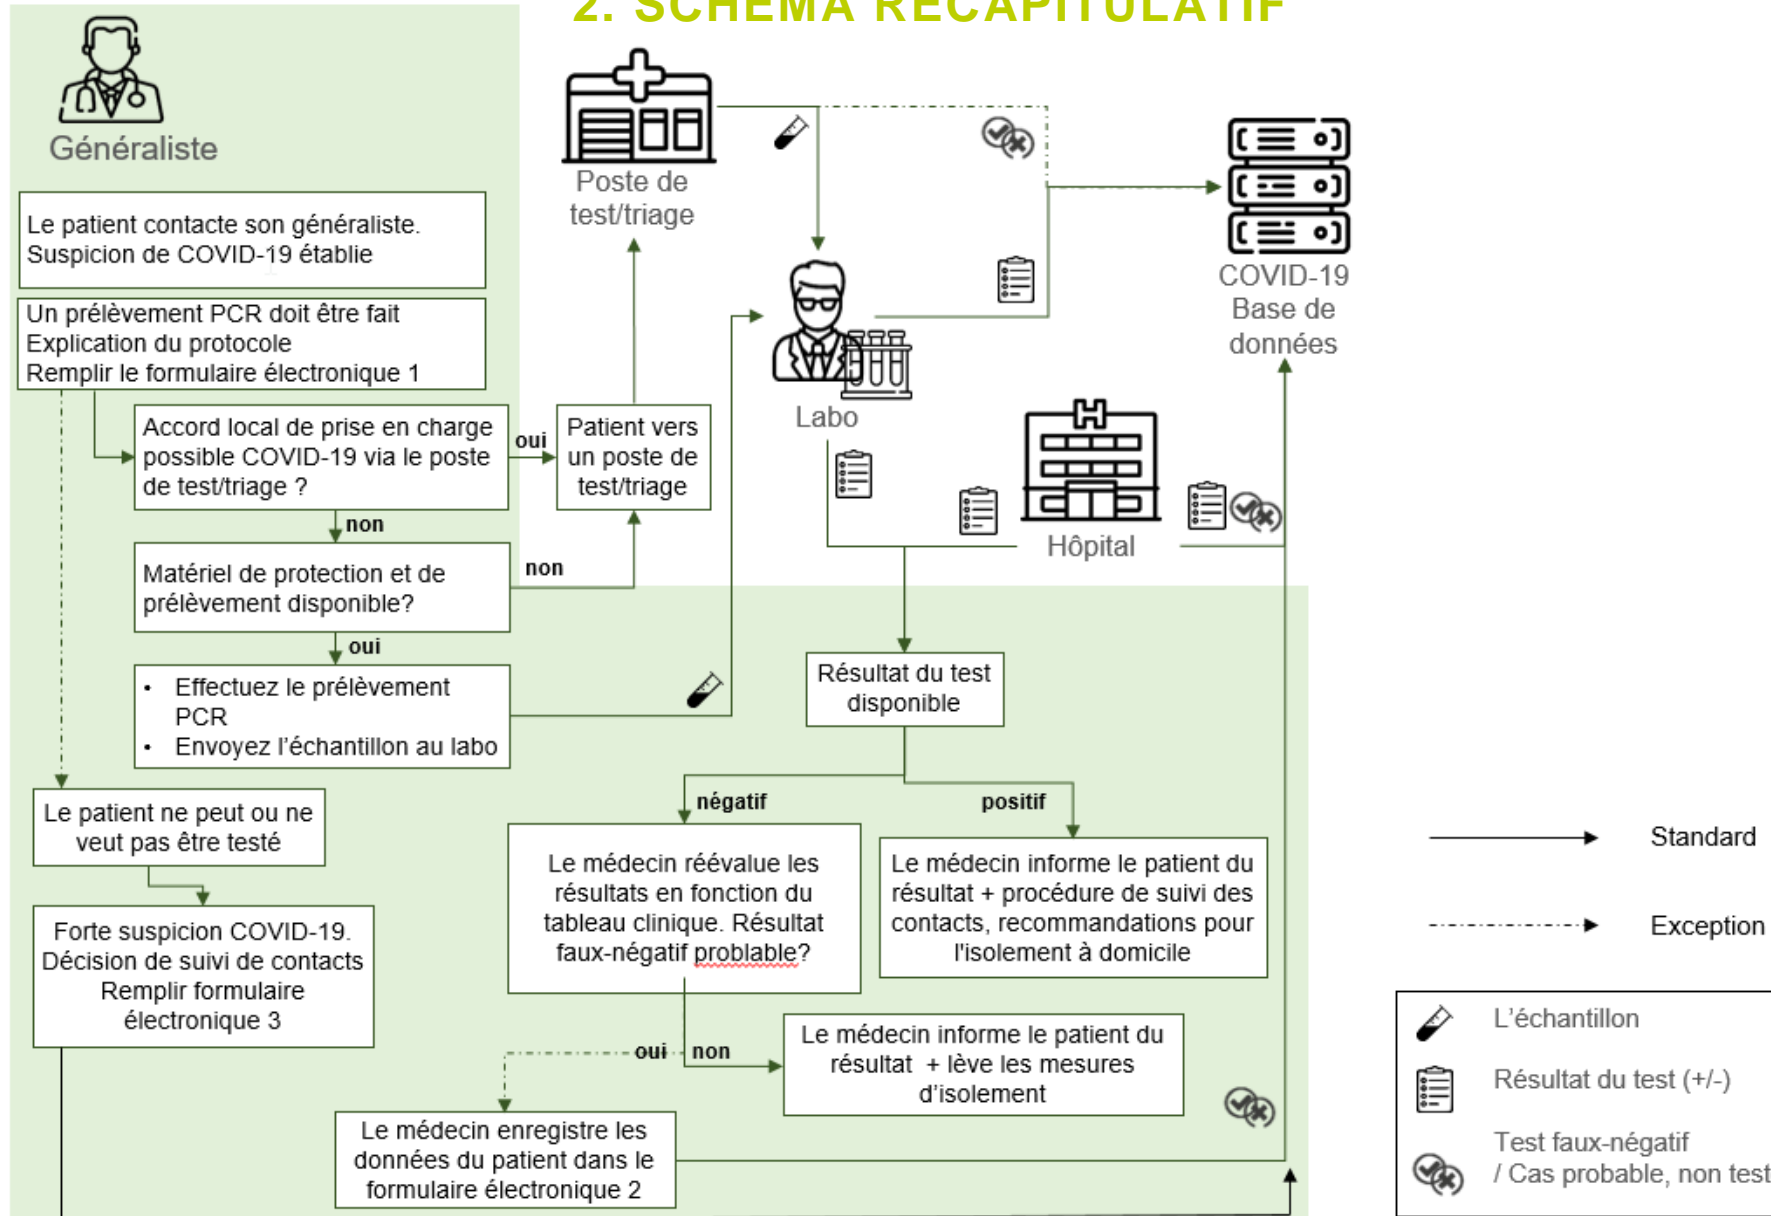 2. SCHEMA RECAPITULATIF
Généraliste
Le patient contacte son généraliste.
Suspicion de COVID-19 établie
Un prélèvement PCR doit être fait
Explication du protocole
Remplir le formulaire électronique 1
Accord local de prise en charge
possible COVID-19 via le poste
de test/triage ?
oui
non
Patient vers
un poste de
test/triage
Matériel de protection et de
prélèvement disponible?
non
oui
• Effectuez le prélèvement
PCR
• Envoyez l'échantillon au labo
Le patient ne peut ou ne
veut pas être testé
Forte suspicion COVID-19.
Décision de suivi de contacts
Remplir formulaire
électronique 3
Poste de
test/triage
Labo
COVID-19
Base de
données
H
Hôpital
Résultat du test
disponible
négatif
positif
Le médecin réévalue les
résultats en fonction du
tableau clinique. Résultat
faux-négatif problable?
Le médecin informe le patient du
résultat + procédure de suivi des
contacts, recommandations pour
l'isolement à domicile
oui
non
Le médecin informe le patient du
résultat + lève les mesures
d'isolement
Le médecin enregistre les
données du patient dans le
formulaire électronique 2
Standard
Exception
L'échantillon
Résultat du test (+/-)
Test faux-négatif
/ Cas probable, non test